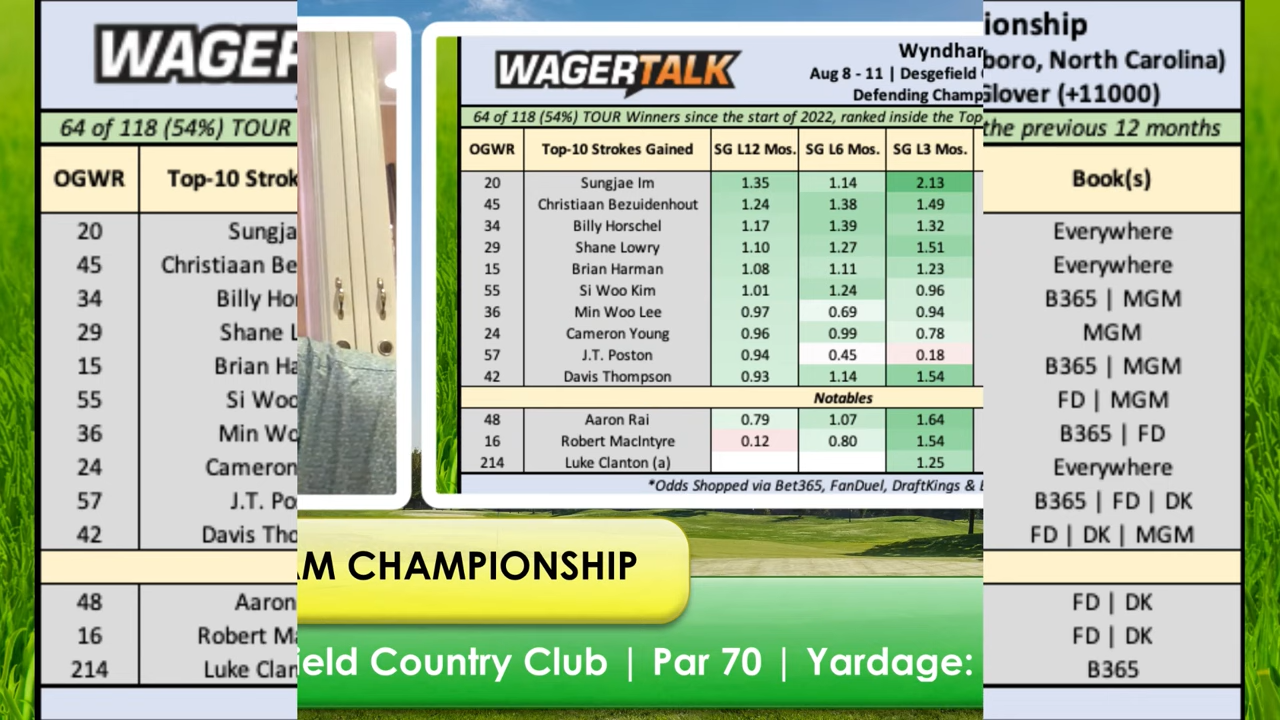 WAGER
64 of 118 (54%) TOUR
OGWR Top-10 Strok
20 Sungja
45 Christiaan Be
34 Billy Hor
29 Shane L
15 Brian Ha
55 Si Woo
36 Min Wo
24 Cameron
57 J.T. Po
42 Davis Tho
48 Aaron
16 Robert Ma
214 Luke Clan
WAGERTALK
Wyndhar
Aug 8 - 11 | Desgefield
Defending Champ
64 of 118 (54%) TOUR Winners since the start of 2022, ranked inside the Top
OGWR Top-10 Strokes Gained SG L12 Mos. SG L6 Mos. SG L3 Mos.
20 Sungjae Im 1.35 1.14 2.13
45 Christiaan Bezuidenhout 1.24 1.38 1.49
34 Billy Horschel 1.17 1.39 1.32
29 Shane Lowry 1.10 1.27 1.51
15 Brian Harman 1.08 1.11 1.23
55 Si Woo Kim 1.01 1.24 0.96
36 Min Woo Lee 0.97 0.69 0.94
24 Cameron Young 0.96 0.99 0.78
57 J.T. Poston 0.94 0.45 0.18
42 Davis Thompson 0.93 1.14 1.54
Notables
48 Aaron Rai 0.79 1.07 1.64
16 Robert MacIntyre 0.12 0.80 1.54
214 Luke Clanton (a) 1.25
*Odds Shopped via Bet365, FanDuel, DraftKings &
AM CHAMPIONSHIP
ield Country Club | Par 70 | Yardage:
ionship
boro, North Carolina)
Glover (+11000)
the previous 12 months
Book(s)
Everywhere
Everywhere
B365 | MGM
MGM
B365 | MGM
FD | MGM
B365 | FD
Everywhere
B365 | FD | DK
FD | DK | MGM
FD | DK
FD | DK
B365